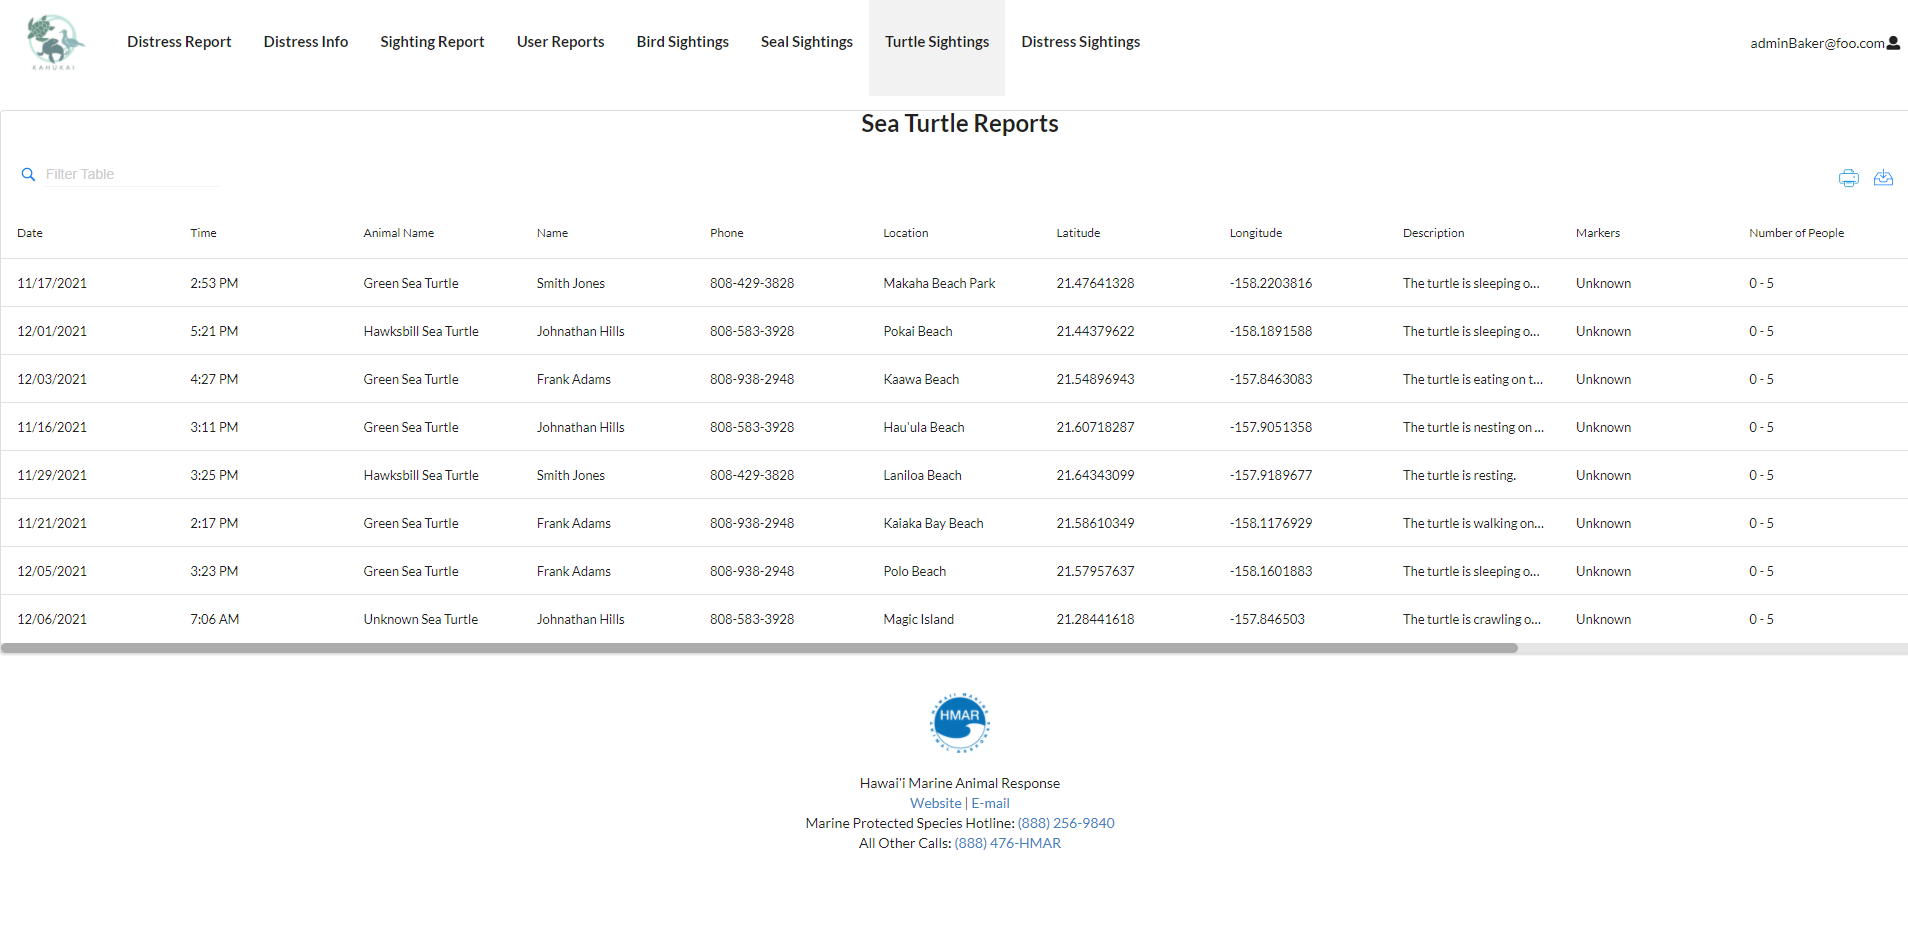 KAHUKAI
Distress Report Distress Info Sighting Report User Reports Bird Sightings Seal Sightings Turtle Sightings Distress Sightings adminBaker@foo.com
Sea Turtle Reports
Filter Table
Date Time Animal Name Name Phone Location Latitude Longitude Description Markers Number of People
11/17/2021 2:53 PM Green Sea Turtle Smith Jones 808-429-3828 Makaha Beach Park 21.47641328 -158.2203816 The turtle is sleeping o... Unknown 0 - 5
12/01/2021 5:21 PM Hawksbill Sea Turtle Johnathan Hills 808-583-3928 Pokai Beach 21.44379622 -158.1891588 The turtle is sleeping o... Unknown 0 - 5
12/03/2021 4:27 PM Green Sea Turtle Frank Adams 808-938-2948 Kaawa Beach 21.54896943 -157.8463083 The turtle is eating on t... Unknown 0 - 5
11/16/2021 3:11 PM Green Sea Turtle Johnathan Hills 808-583-3928 Hau'ula Beach 21.60718287 -157.9051358 The turtle is nesting on ... Unknown 0 - 5
11/29/2021 3:25 PM Hawksbill Sea Turtle Smith Jones 808-429-3828 Laniloa Beach 21.64343099 -157.9189677 The turtle is resting. Unknown 0 - 5
11/21/2021 2:17 PM Green Sea Turtle Frank Adams 808-938-2948 Kaiaka Bay Beach 21.58610349 -158.1176929 The turtle is walking on... Unknown 0 - 5
12/05/2021 3:23 PM Green Sea Turtle Frank Adams 808-938-2948 Polo Beach 21.57957637 -158.1601883 The turtle is sleeping o... Unknown 0 - 5
12/06/2021 7:06 AM Unknown Sea Turtle Johnathan Hills 808-583-3928 Magic Island 21.28441618 -157.846503 The turtle is crawling o... Unknown 0 - 5
HAWAII MARINE
HMAR
ANIMAL RESPONSE
Hawai'i Marine Animal Response
Website | E-mail
Marine Protected Species Hotline: (888) 256-9840
All Other Calls: (888) 476-HMAR